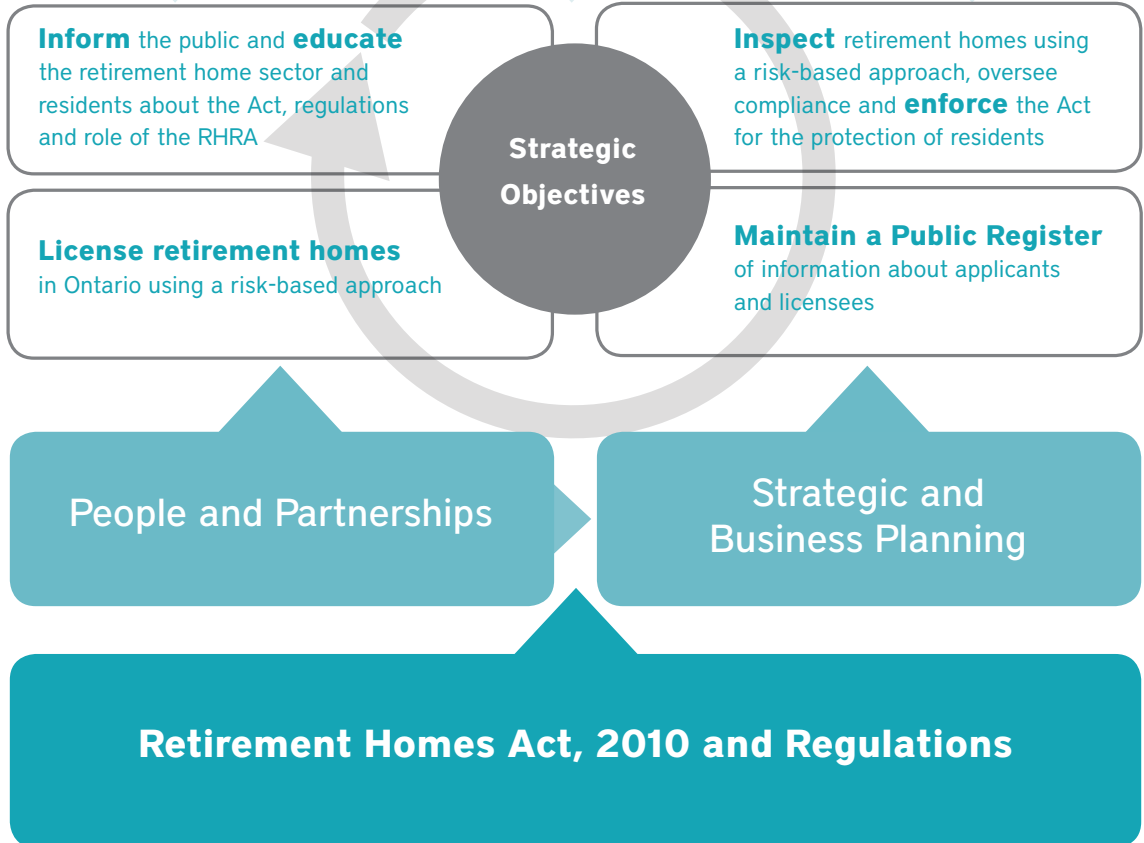 Inform the public and educate
the retirement home sector and
residents about the Act, regulations
and role of the RHRA
Strategic
Objectives
Inspect retirement homes using
a risk-based approach, oversee
compliance and enforce the Act
for the protection of residents
License retirement homes
in Ontario using a risk-based approach
Maintain a Public Register
of information about applicants
and licensees
People and Partnerships
Strategic and
Business Planning
Retirement Homes Act, 2010 and Regulations